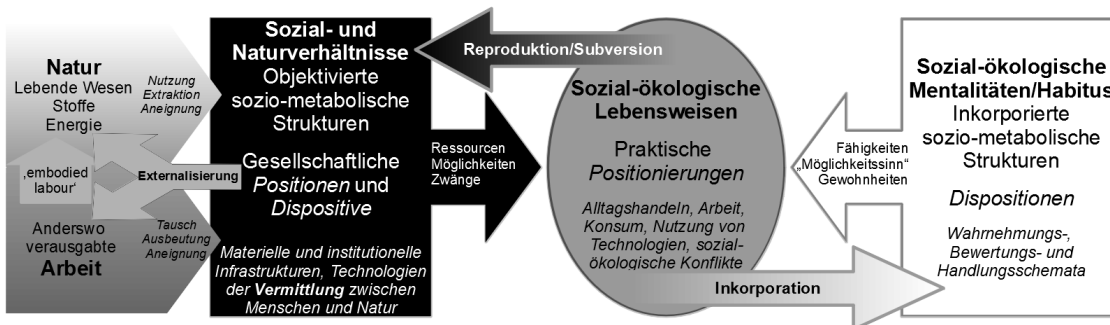 Natur
Lebende Wesen
Stoffe
Energie
Nutzung
Extraktion
Aneignung
‚embodied
labour‘
Externalisierung
Anderswo
verausgabte
Arbeit
Tausch
Ausbeutung
Aneignung
Sozial- und
Naturverhältnisse
Objektivierte
sozio-metabolische
Strukturen
Gesellschaftliche
Positionen und
Dispositive
Materielle und institutionelle
Infrastrukturen, Technologien
der Vermittlung zwischen
Menschen und Natur
Reproduktion/Subversion
Ressourcen
Möglichkeiten
Zwänge
Sozial-ökologische
Lebensweisen
Praktische
Positionierungen
Alltagshandeln, Arbeit,
Konsum, Nutzung von
Technologien, sozial-
ökologische Konflikte
Inkorporation
Fähigkeiten
„Möglichkeitssinn“
Gewohnheiten
Sozial-ökologische
Mentalitäten/Habitus
Inkorporierte
sozio-metabolische
Strukturen
Dispositionen
Wahrnehmungs-,
Bewertungs- und
Handlungsschemata